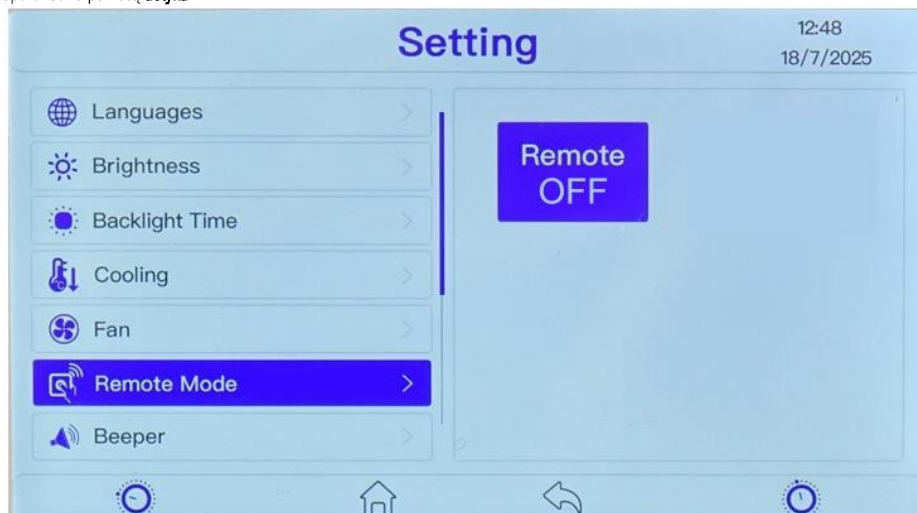 Setting
12:48
18/7/2025
Languages
Brightness
Backlight Time
Cooling
Fan
Remote Mode
Beeper
Remote
OFF